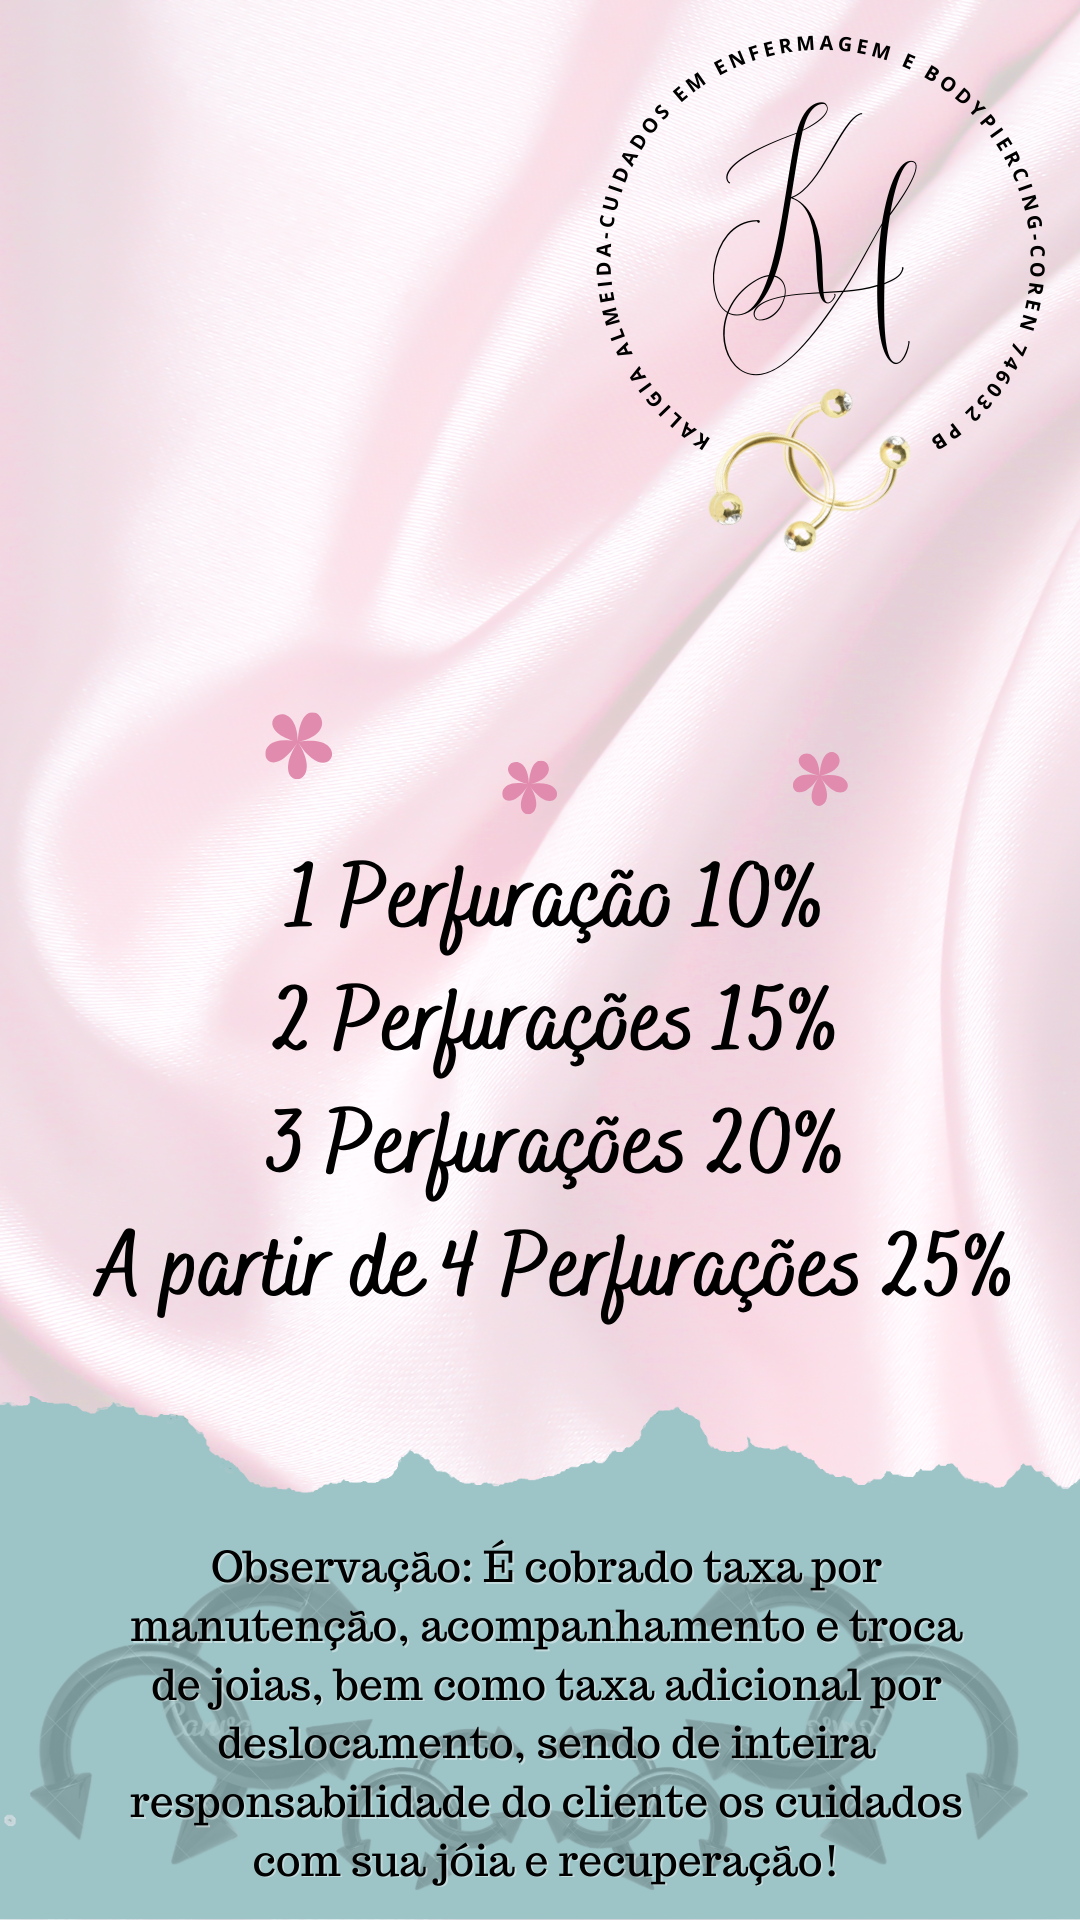 KALIGIA ALMEIDA-CUIDADOS EM ENFERMAGEM E BODYPIERCING-COREN 746032 PB
KA
1 Perfuração 10%
2 Perfurações 15%
3 Perfurações 20%
A partir de 4 Perfurações 25%
Observação: É cobrado taxa por
manutenção, acompanhamento e troca
de joias, bem como taxa adicional por
deslocamento, sendo de inteira
responsabilidade do cliente os cuidados
com sua jóia e recuperação!
Canva